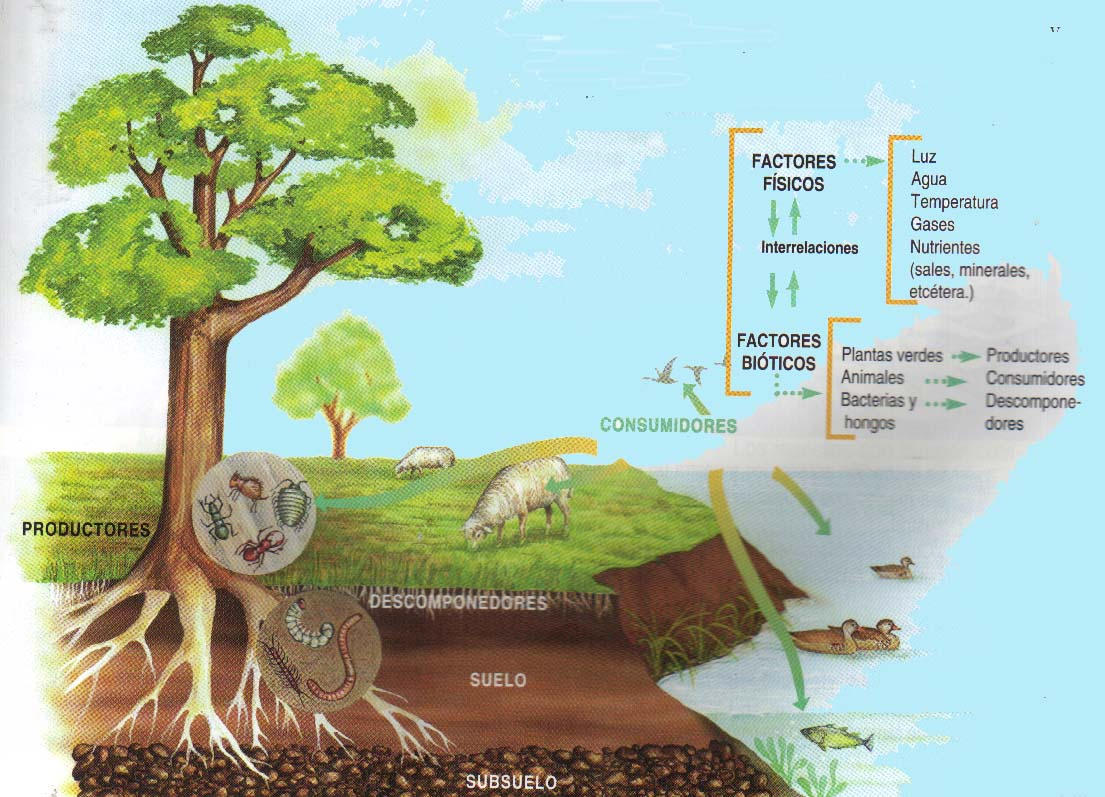 FACTORES
FÍSICOS
Luz
Agua
Temperatura
Gases
Nutrientes
(sales, minerales,
etcétera.)
Interrelaciones
FACTORES
BIÓTICOS
Plantas verdes
Productores
Animales
Consumidores
Bacterias y
hongos
Descompone-
dores
CONSUMIDORES
PRODUCTORES
DESCOMPONEDORES
SUELO
SUBSUELO